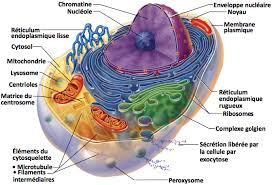 Chromatine
Nucléole
Enveloppe nucléaire
Noyau
Membrane
plasmique
Réticulum
endoplasmique lisse
Cytosol
Mitochondrie
Lysosome
Centrioles
Matrice du
centrosome
Éléments du
cytosquelette
• Microtubule
• Filaments
intermédiaires
Réticulum
endoplasmique
rugueux
Ribosomes
Complexe golgien
Sécrétion libérée par
la cellule par
exocytose
Peroxysome